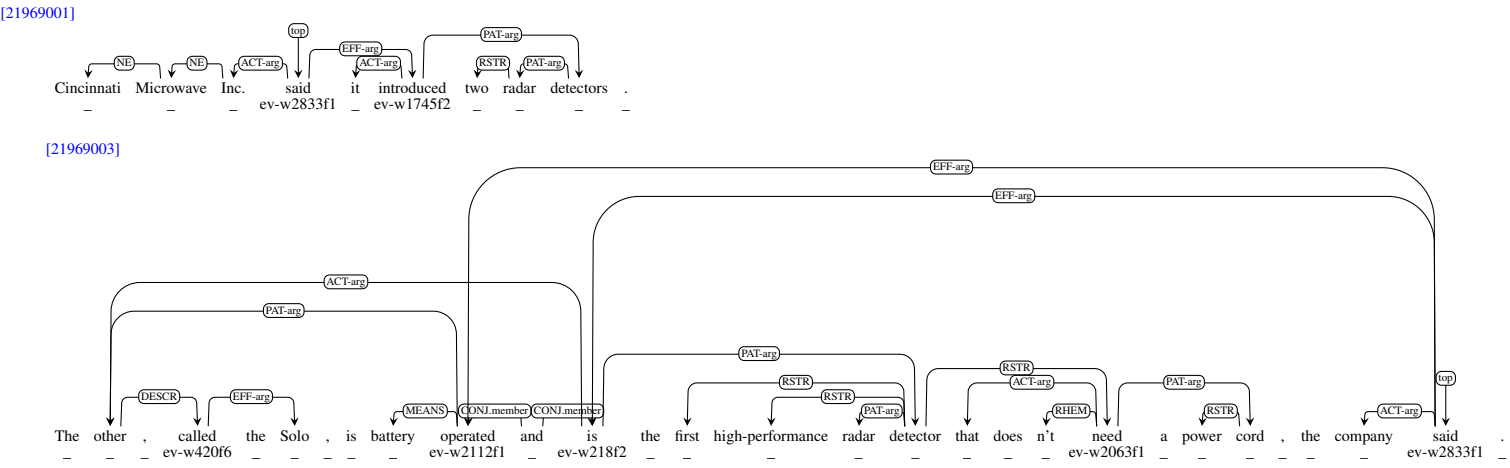 [21969001]
top
PAT-arg
EFF-arg
NE NE ACT-arg ACT-arg RSTR PAT-arg
Cincinnati Microwave Inc. said it introduced two radar detectors .
_ _ _ ev-w2833f1 _ ev-w1745f2 _ _ _ _
[21969003]
EFF-arg
EFF-arg
ACT-arg
PAT-arg
PAT-arg
RSTR
top
RSTR ACT-arg PAT-arg
DESCR EFF-arg RSTR
MEANS CONJ.member CONJ.member PAT-arg RHEM RSTR ACT-arg
The other , called the Solo , is battery operated and is the first high-performance radar detector that does n't need a power cord , the company said .
_ _ _ ev-w420f6 _ _ _ _ _ ev-w2112f1 _ ev-w218f2 _ _ _ _ _ _ _ _ ev-w2063f1 _ _ _ _ _ _ ev-w2833f1 _